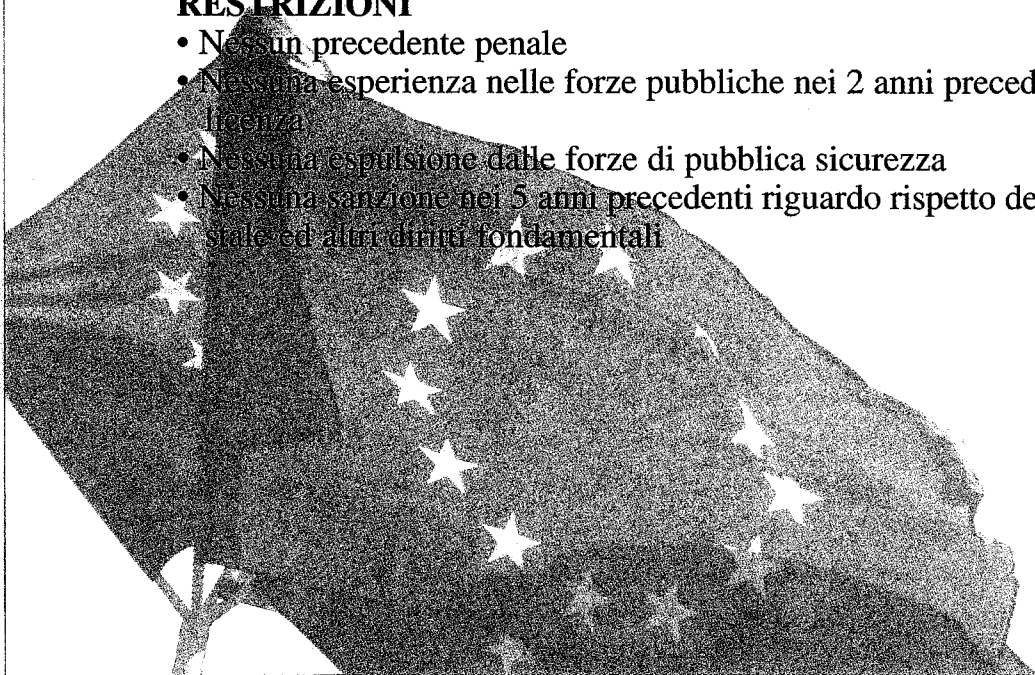 RESTRIZIONI
• Nessun precedente penale
• Nessuna esperienza nelle forze pubbliche nei 2 anni preced
licenza
• Nessuna espulsione dalle forze di pubblica sicurezza
• Nessuna sanzione nei 5 anni precedenti riguardo rispetto de
stale ed altri diritti fondamentali